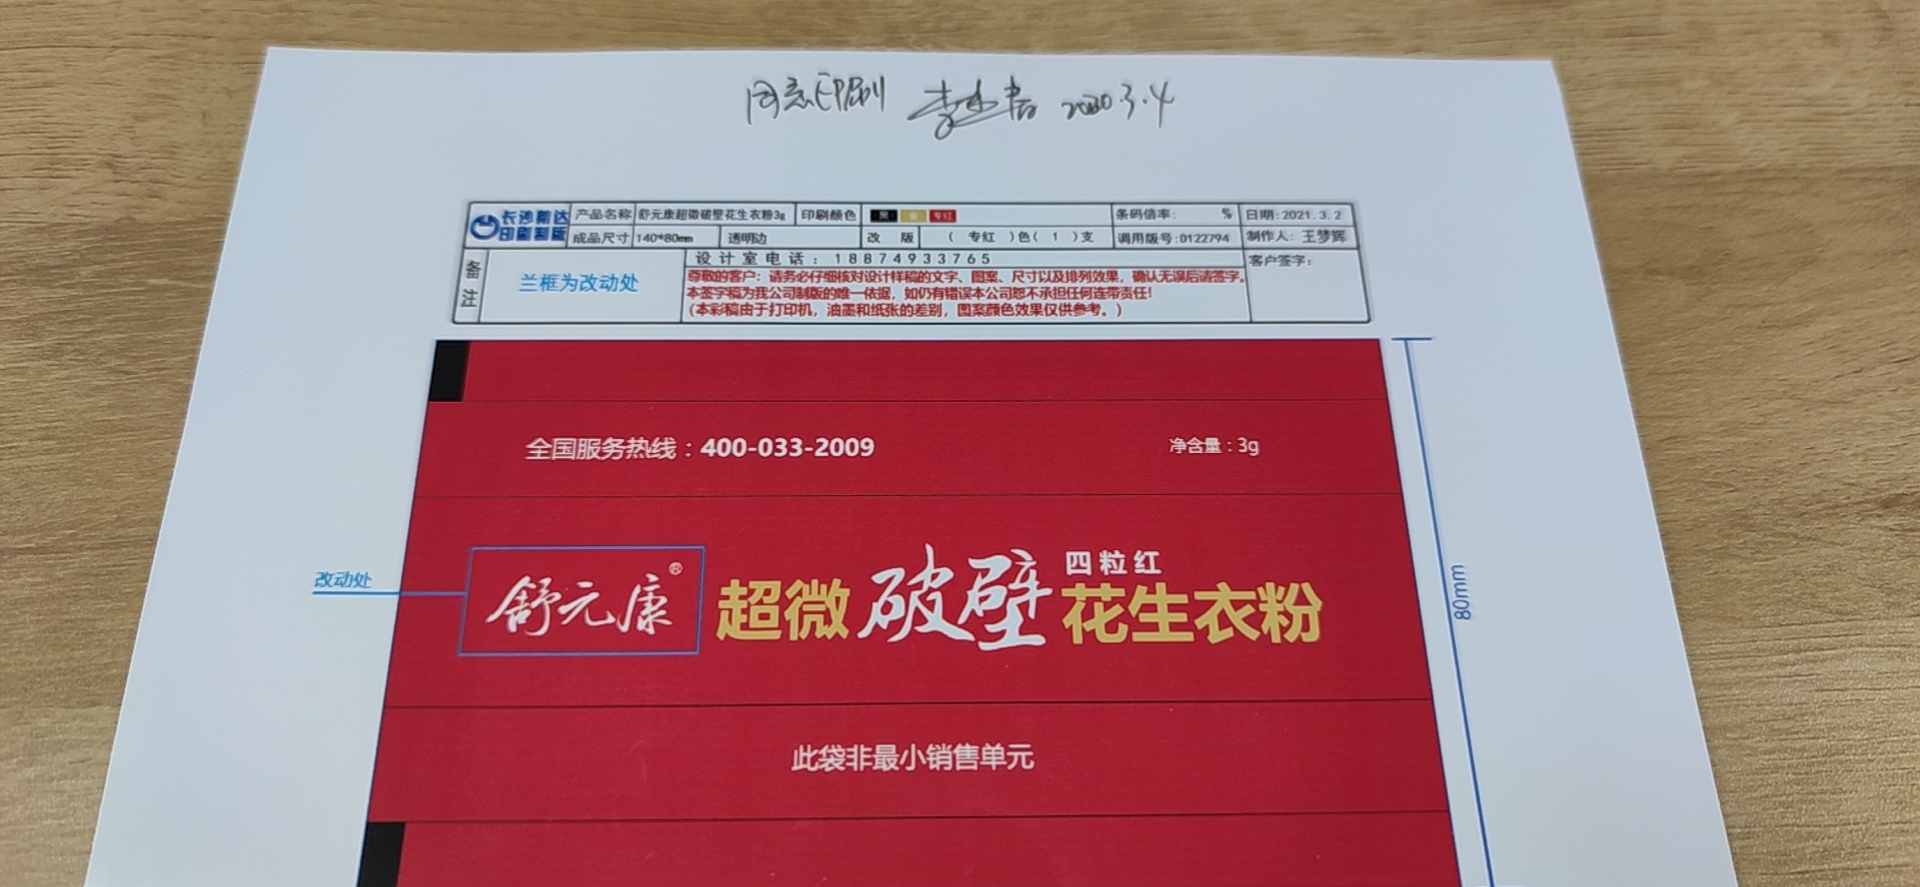 同意印刷 2020.3.4
长沙精达 印刷制版
产品名称 舒元康超微破壁花生衣粉3g 印刷颜色 黑 金 专红 条码倍率: % 日期:2021.3.2
成品尺寸 140*80mm 透明边 改 版 ( 专红 )色( 1 )支 调用版号:0122794 制作人: 王梦辉
备注 兰框为改动处
设计室电话: 18874933765
客户签字:
尊敬的客户: 请务必仔细核对设计样稿的文字、图案、尺寸以及排列效果, 确认无误后请签字。
本签字稿为我公司制版的唯一依据, 如仍有错误本公司恕不承担任何连带责任!
(本彩稿由于打印机, 油墨和纸张的差别, 图案颜色效果仅供参考。)
全国服务热线：400-033-2009 净含量：3g
改动处
舒元康® 超微破壁 四粒红 花生衣粉
80mm
此袋非最小销售单元